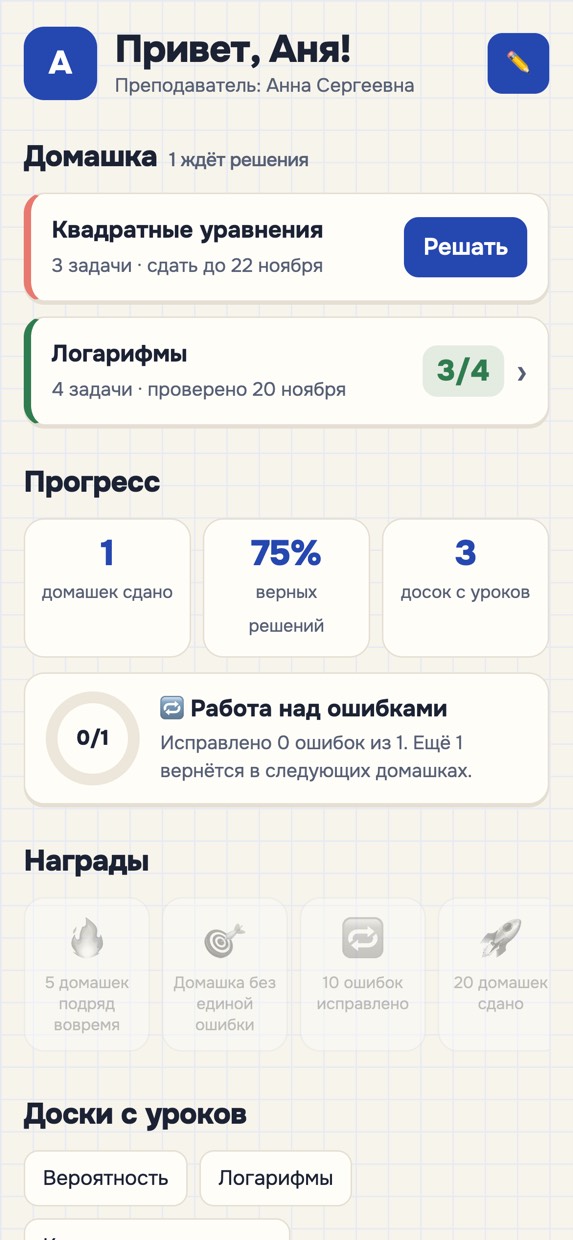 А
Привет, Аня!
Преподаватель: Анна Сергеевна
Домашка 1 ждёт решения
Квадратные уравнения
3 задачи · сдать до 22 ноября
Решать
Логарифмы
4 задачи · проверено 20 ноября
3/4 ›
Прогресс
1
домашек сдано
75%
верных
решений
3
досок с уроков
0/1
Работа над ошибками
Исправлено 0 ошибок из 1. Ещё 1
вернётся в следующих домашках.
Награды
5 домашек
подряд
вовремя
Домашка без
единой
ошибки
10 ошибок
исправлено
20 домашек
сдано
Доски с уроков
Вероятность
Логарифмы